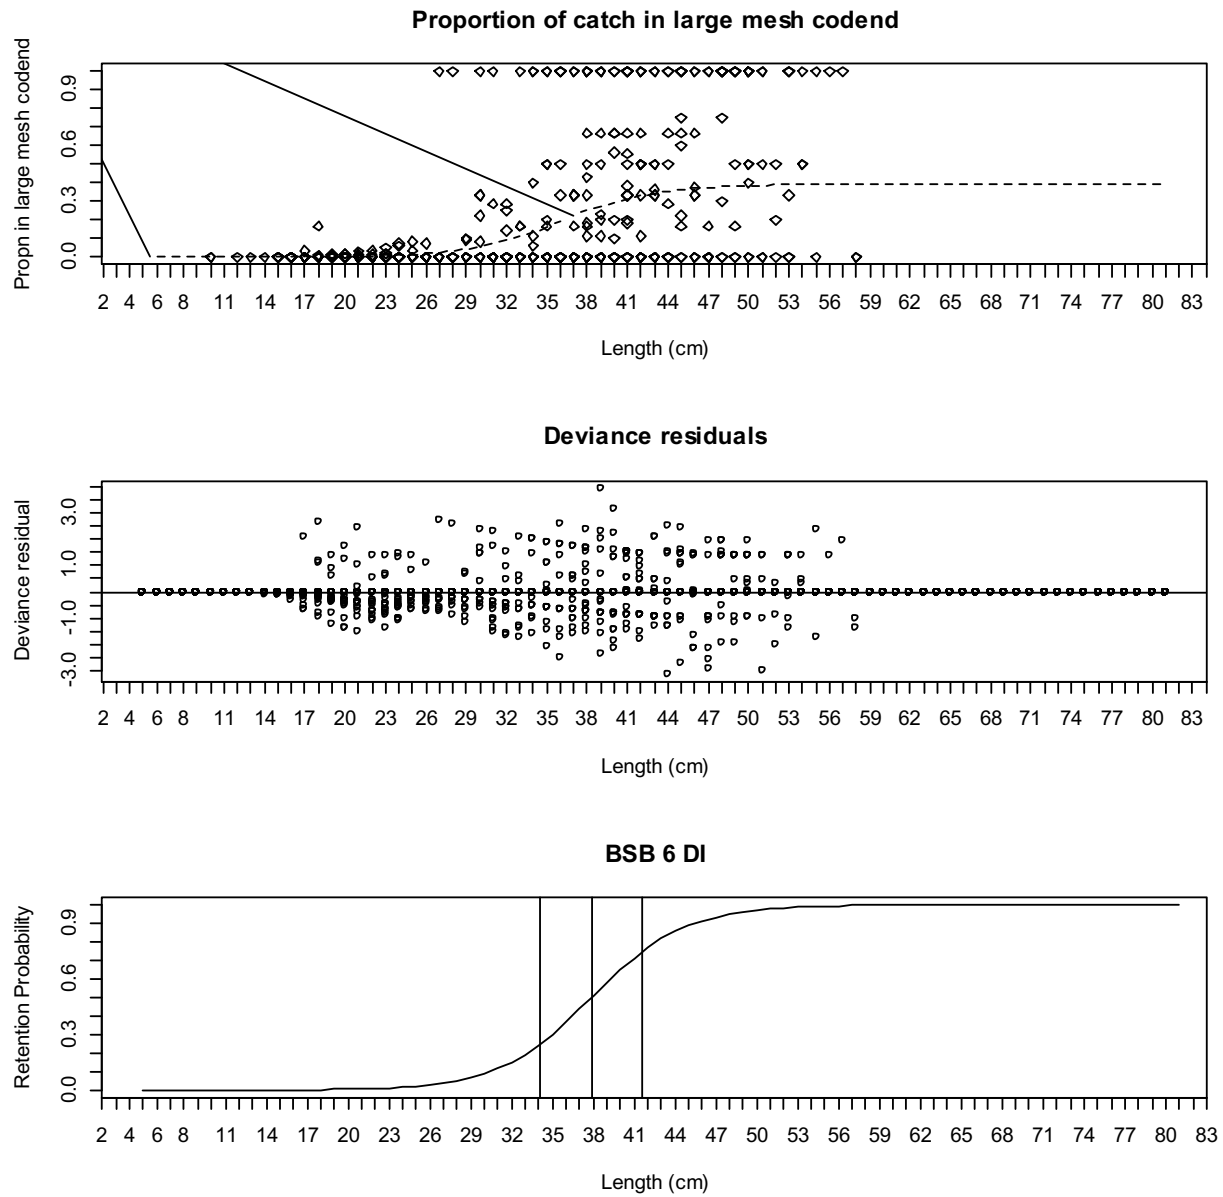 Proportion of catch in large mesh codend
Propn in large mesh codend
0.9
0.6
0.3
0.0
2 4 6 8 11 14 17 20 23 26 29 32 35 38 41 44 47 50 53 56 59 62 65 68 71 74 77 80 83
Length (cm)
Deviance residuals
Deviance residual
3.0
1.0
-1.0
-3.0
2 4 6 8 11 14 17 20 23 26 29 32 35 38 41 44 47 50 53 56 59 62 65 68 71 74 77 80 83
Length (cm)
BSB 6 DI
Retention Probability
0.9
0.6
0.3
0.0
2 4 6 8 11 14 17 20 23 26 29 32 35 38 41 44 47 50 53 56 59 62 65 68 71 74 77 80 83
Length (cm)